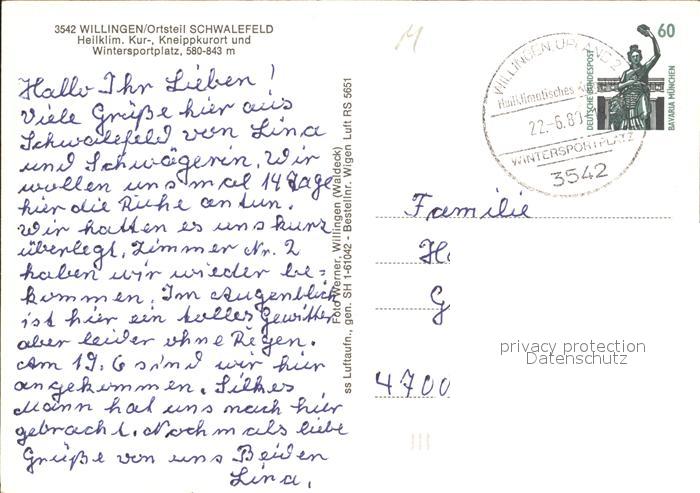 3542 WILLINGEN/Ortsteil SCHWALEFELD
Heilklim. Kur-, Kneippkurort und
Wintersportplatz, 580-843 m
Hallo Ihr Lieben!
Viele Grüße hier aus
Schwalefeld von Lina
und Schwägerin. Wir
wollen uns mal 14 Tage
hier die Ruhe antun.
Wir hatten es uns kurz
überlegt, Zimmer Nr. 2
haben wir wieder be=
kommen. Im Augenblick
ist hier ein tolles Gewitter
aber leider ohne Regen.
Am 19.6 sind wir hier
angekommen. Silkes
Mann hat uns nach hier
gebracht. Nochmals liebe
Grüße von uns Beiden
Lina.
Foto Werner, Willingen (Waldeck)
ss Luftaufn., gen. SH 1-61042 - Bestellnr. Wigen Luft RS 5651
WILLINGEN, UPLAND 2
Heilklimatisches
22.-6.8
WINTERSPORTPLATZ
3542
60
DEUTSCHE BUNDESPOST
BAVARIA MÜNCHEN
Familie
H
G
4700
privacy protection
Datenschutz